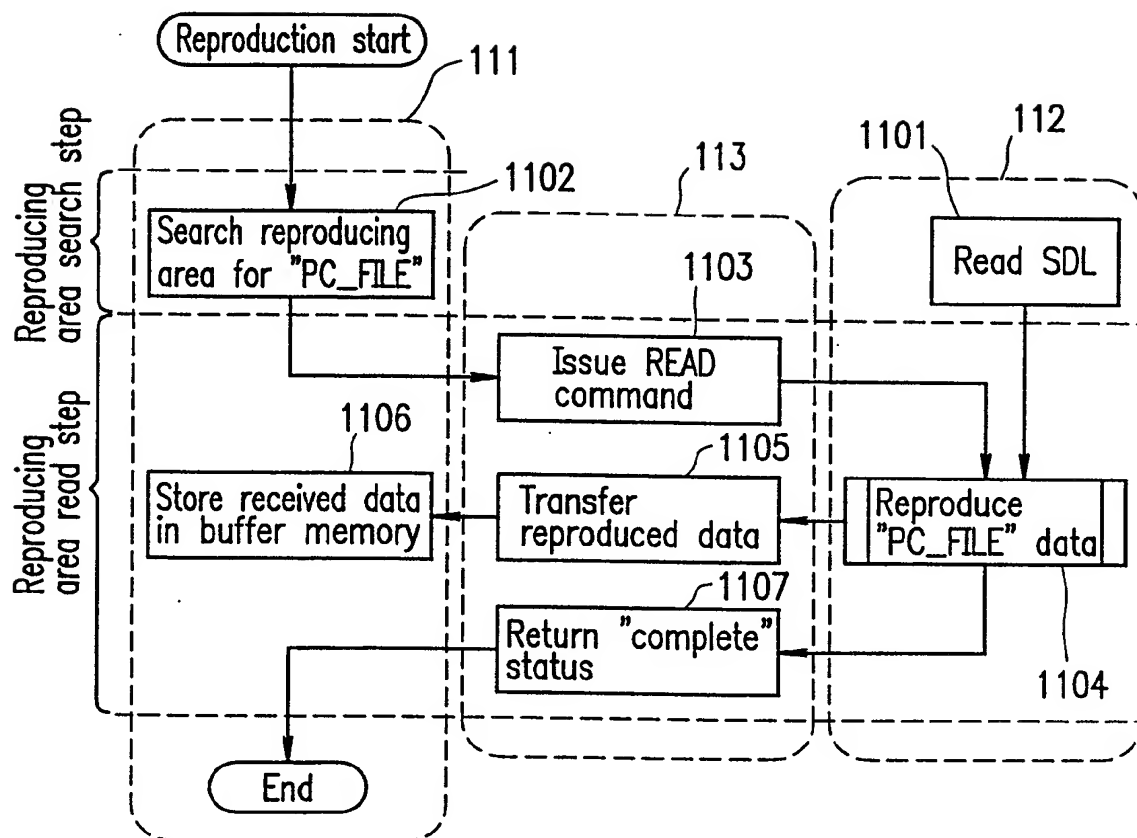 Reproduction start
111
112
1101
1102
113
Reproducing
area search step
Search reproducing
area for "PC_FILE"
Read SDL
1103
Issue READ
command
Reproducing
area read step
1106
1105
Store received data
in buffer memory
Transfer
reproduced data
Reproduce
"PC_FILE" data
1107
Return "complete"
status
1104
End